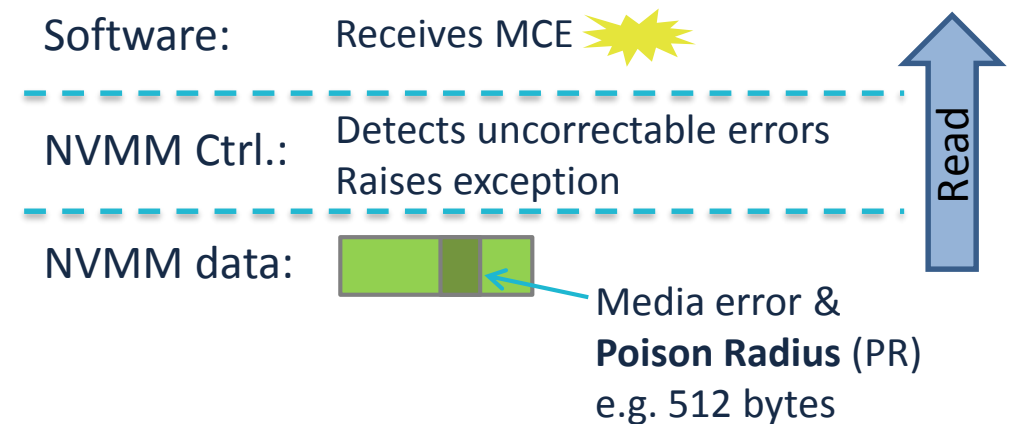 Software: Receives MCE
NVMM Ctrl.: Detects uncorrectable errors
Raises exception
Read
NVMM data:
Media error &
Poison Radius (PR)
e.g. 512 bytes